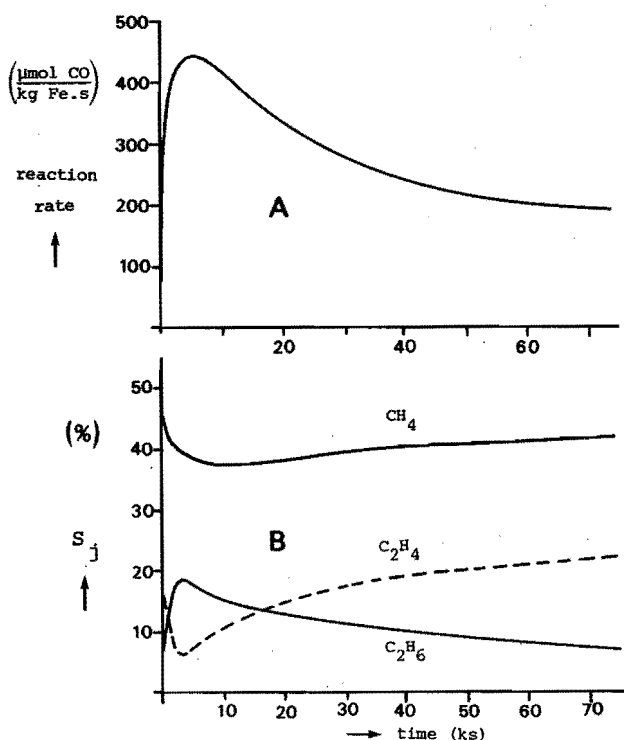 500
(μmol CO
kg Fe.s)
400
300
reaction
rate
200
A
100
20
40
60
50
(%)
CH4
40
30
B
Sj
C2H4
20
10
C2H6
10 20 30 40 50 60 70
time (ks)